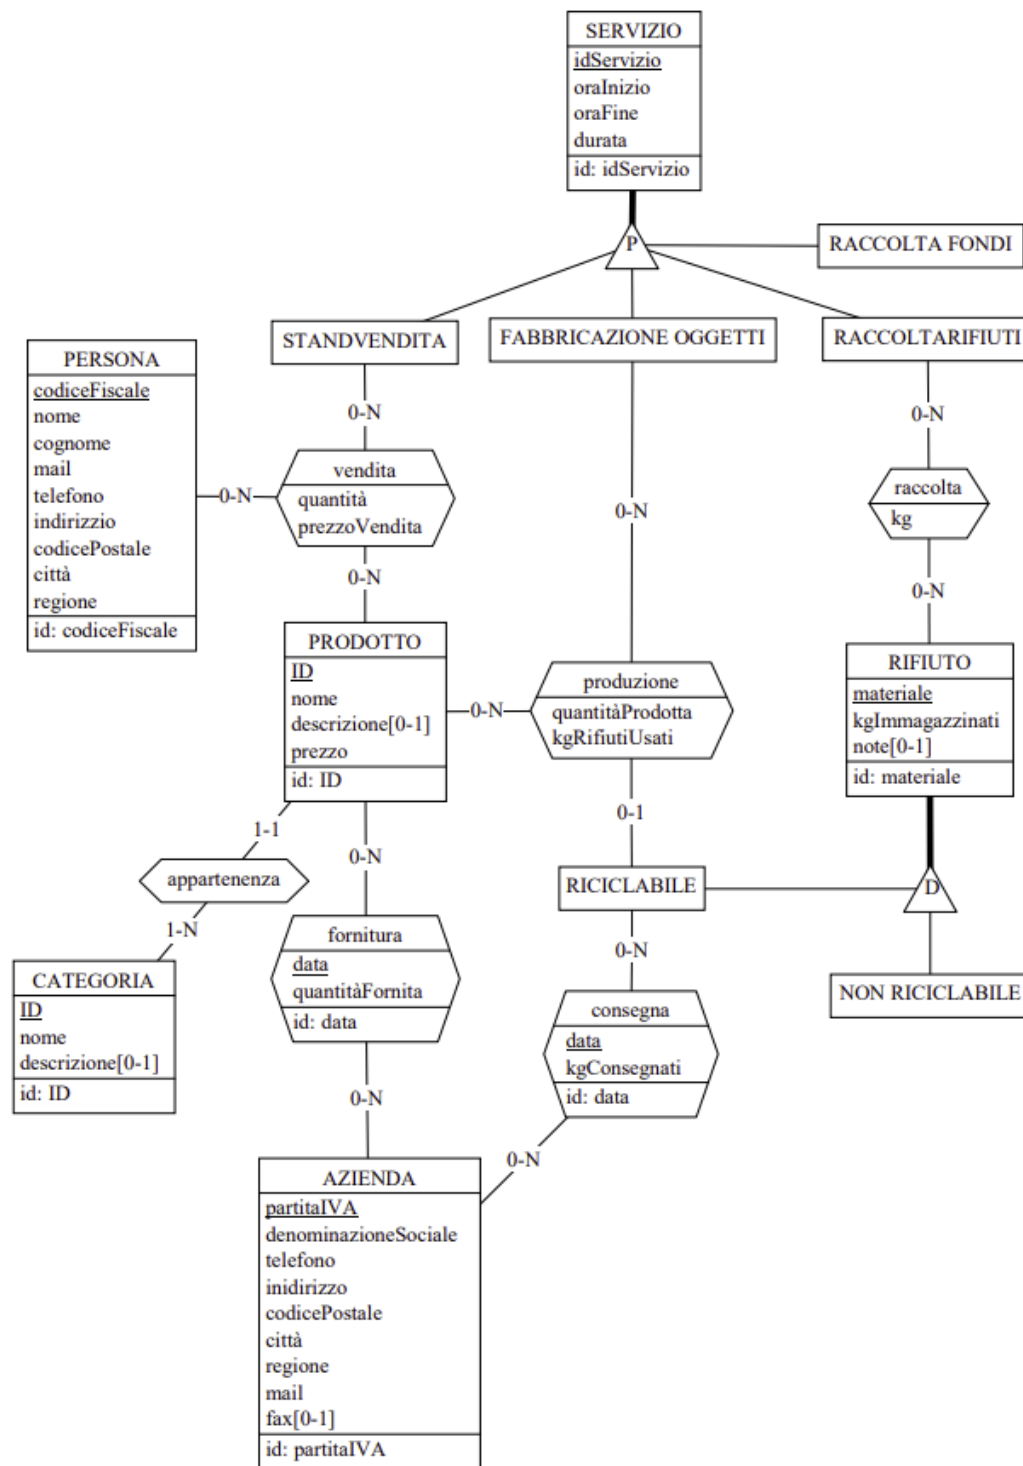 SERVIZIO
idServizio
oraInizio
oraFine
durata
id: idServizio
P
RACCOLTA FONDI
STANDVENDITA
FABBRICAZIONE OGGETTI
RACCOLTARIFIUTI
PERSONA
codiceFiscale
nome
cognome
mail
telefono
indirizzio
codicePostale
città
regione
id: codiceFiscale
0-N
0-N
vendita
quantità
prezzoVendita
0-N
0-N
0-N
raccolta
kg
0-N
PRODOTTO
ID
nome
descrizione[0-1]
prezzo
id: ID
0-N
produzione
quantitàProdotta
kgRifiutiUsati
RIFIUTO
materiale
kgImmagazzinati
note[0-1]
id: materiale
1-1
appartenenza
1-N
0-N
0-1
RICICLABILE
D
NON RICICLABILE
CATEGORIA
ID
nome
descrizione[0-1]
id: ID
fornitura
data
quantitàFornita
id: data
0-N
0-N
consegna
data
kgConsegnati
id: data
0-N
AZIENDA
partitaIVA
denominazioneSociale
telefono
inidirizzo
codicePostale
città
regione
mail
fax[0-1]
id: partitaIVA